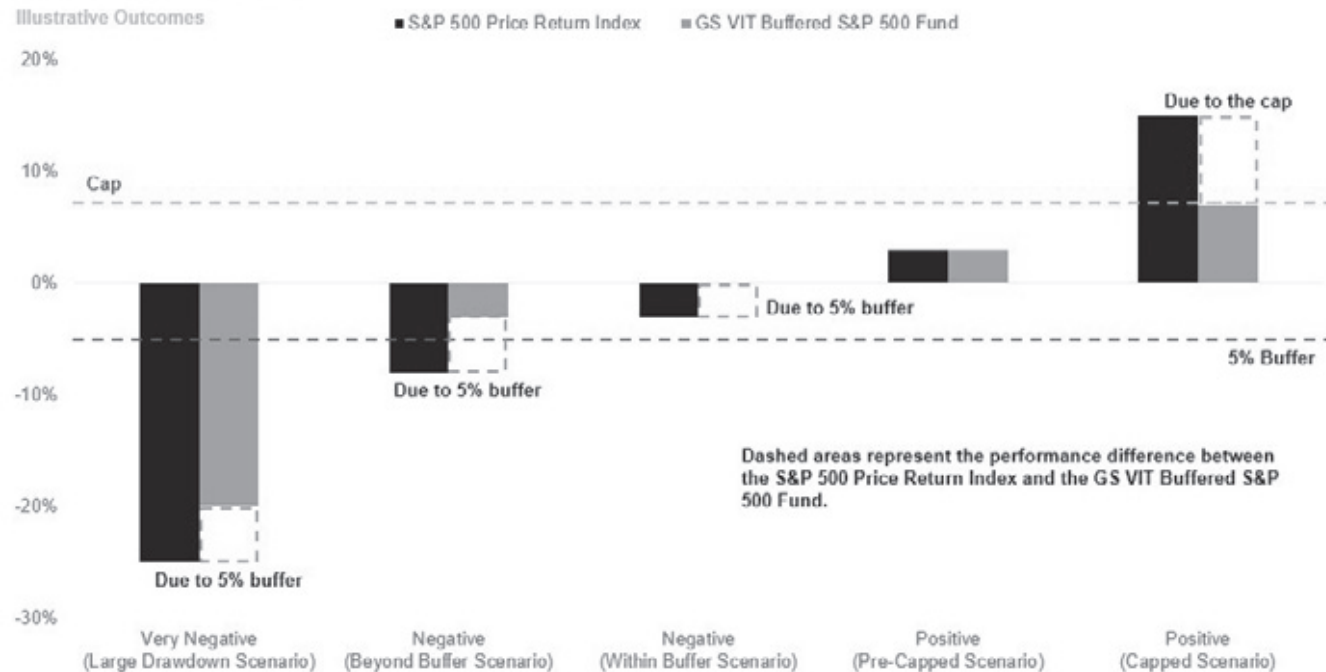 Illustrative Outcomes
S&P 500 Price Return Index
GS VIT Buffered S&P 500 Fund
20%
Due to the cap
10%
Cap
0%
Due to 5% buffer
5% Buffer
-10%
Due to 5% buffer
Dashed areas represent the performance difference between
the S&P 500 Price Return Index and the GS VIT Buffered S&P
500 Fund.
-20%
Due to 5% buffer
-30%
Very Negative
(Large Drawdown Scenario)
Negative
(Beyond Buffer Scenario)
Negative
(Within Buffer Scenario)
Positive
(Pre-Capped Scenario)
Positive
(Capped Scenario)